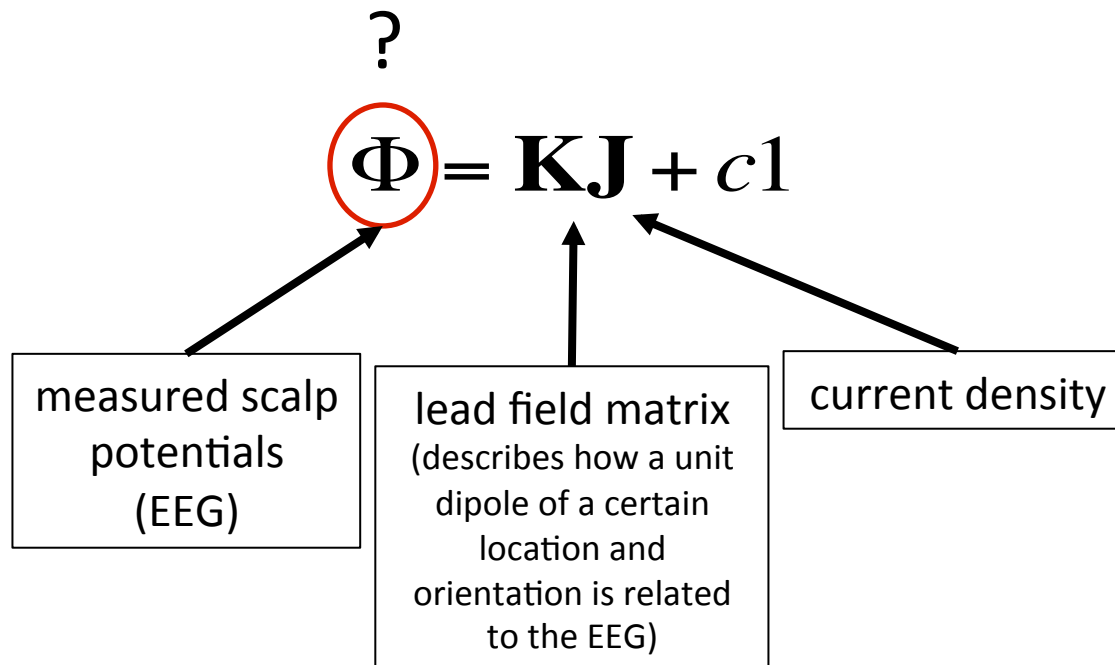 ?
Φ = KJ + c1
measured scalp
potentials
(EEG)
lead field matrix
(describes how a unit
dipole of a certain
location and
orientation is related
to the EEG)
current density